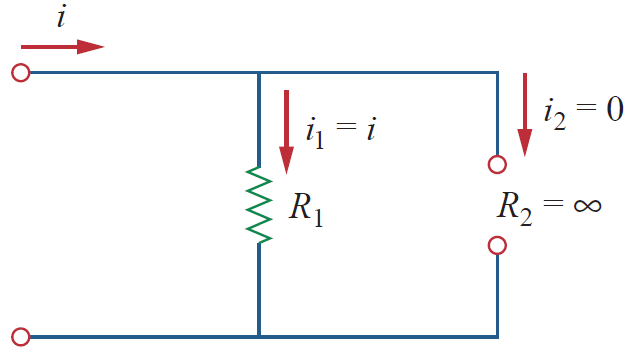 i
i₁ = i
i₂ = 0
R₁
R₂ = ∞